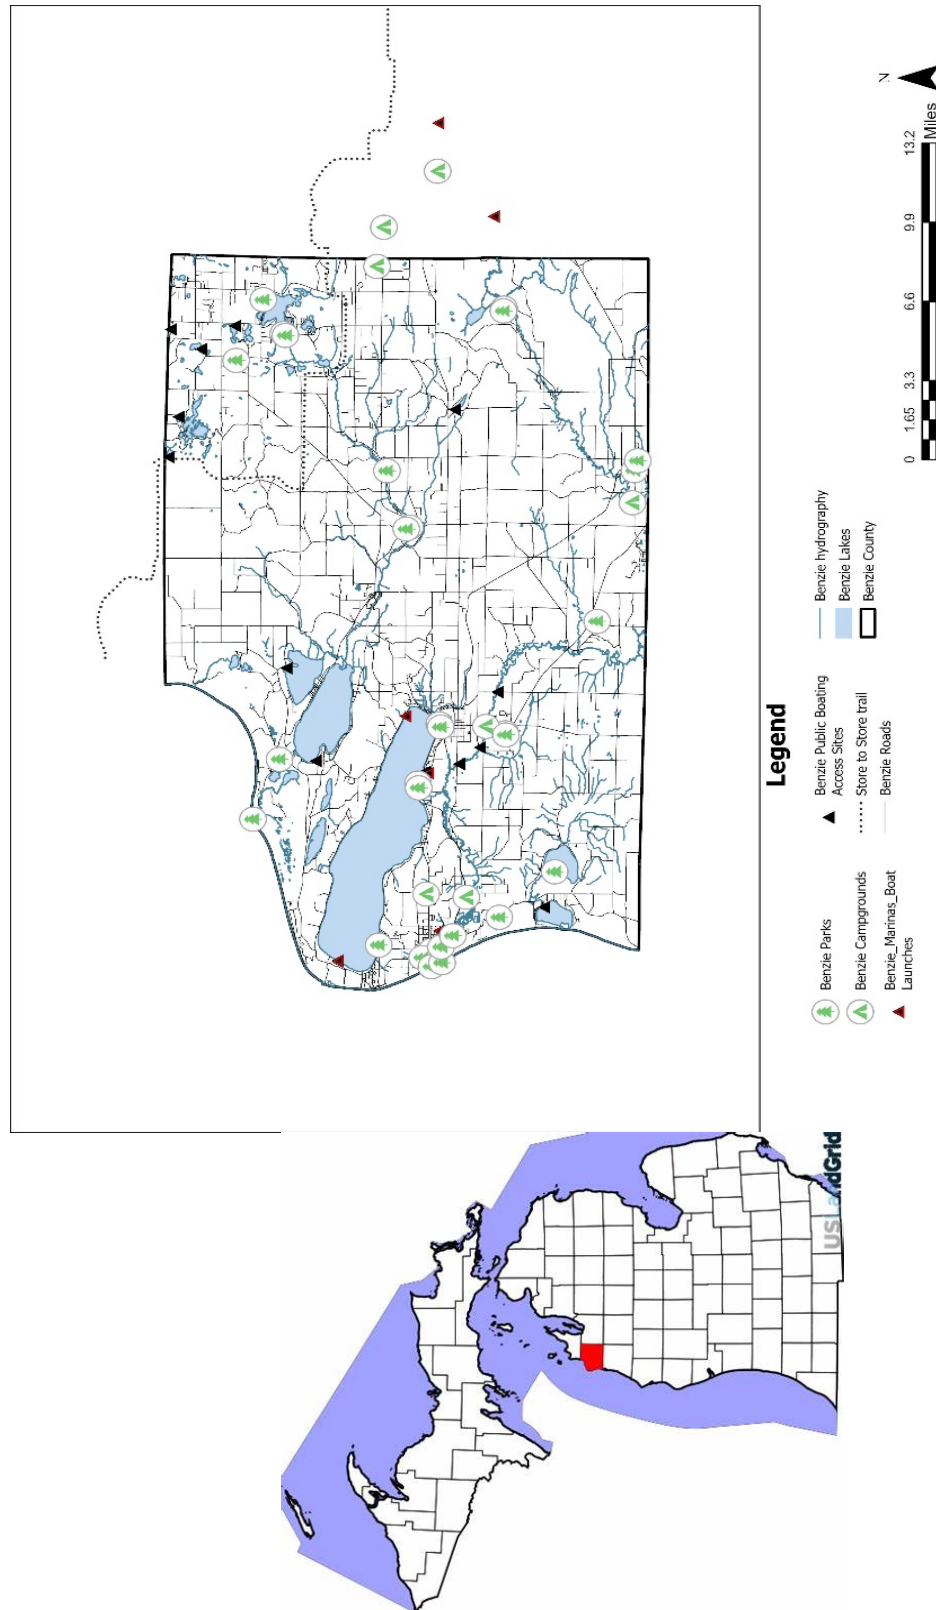 Legend
Benzie Parks
Benzie Campgrounds
Benzie_Marinas_Boat
Launches
Benzie Public Boating
Access Sites
Store to Store trail
Benzie Roads
Benzie hydrography
Benzie Lakes
Benzie County
N
0 1.65 3.3 6.6 9.9 13.2
Miles
USLandGrid